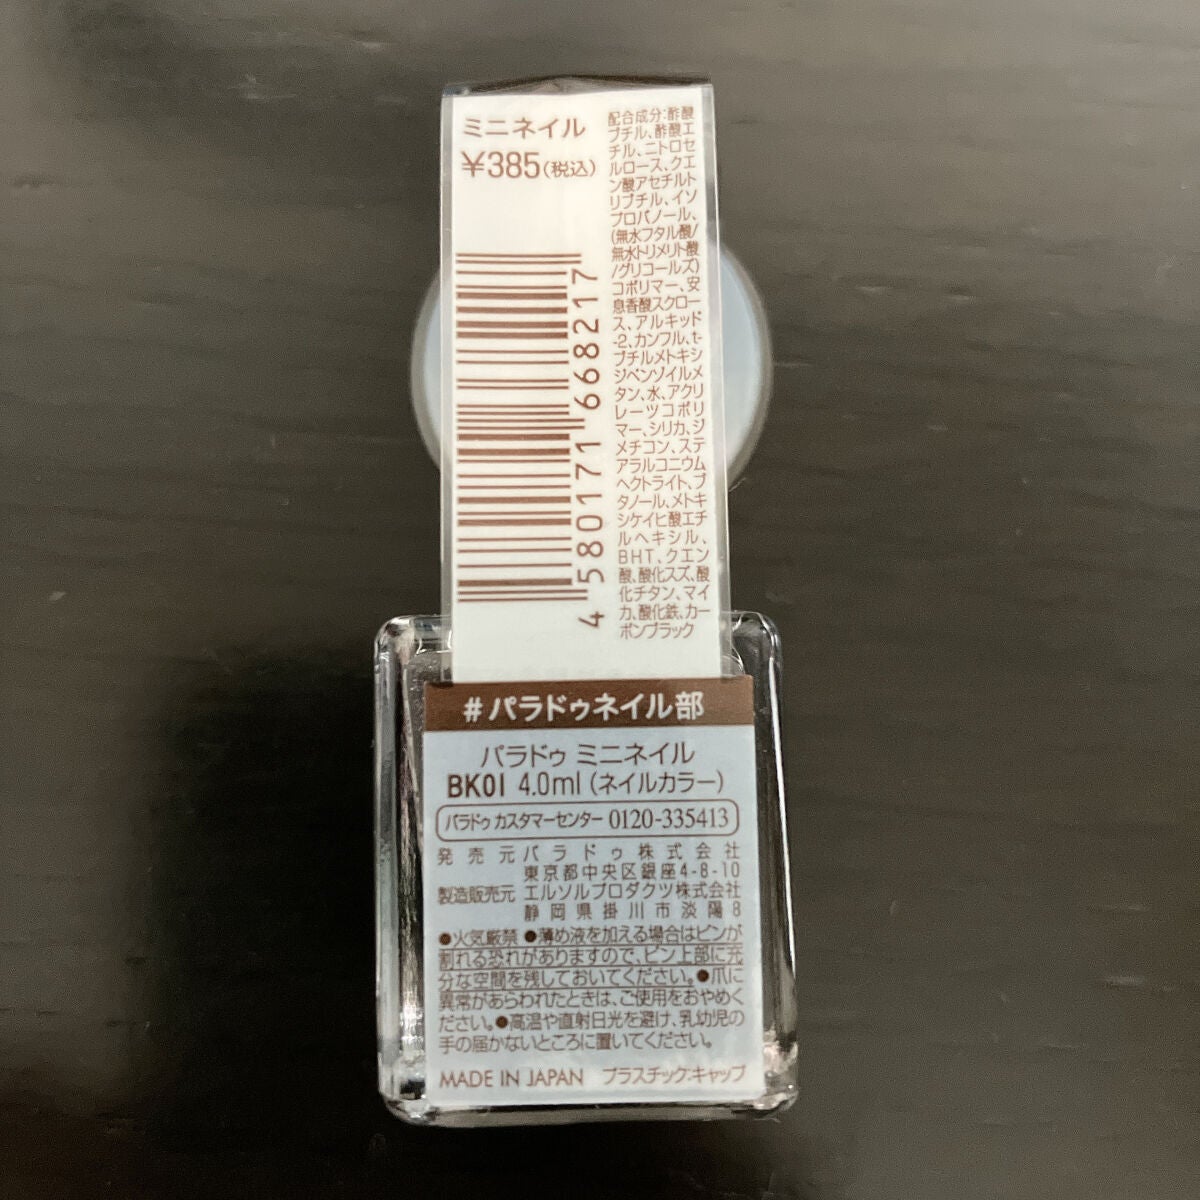 ミニネイル
¥385(税込)
4580171668217
配合成分:酢酸
ブチル、酢酸エ
チル、ニトロセ
ルロース、クエ
ン酸アセチルト
リブチル、イソ
プロパノール、
(無水フタル酸/
無水トリメリト酸
/グリコールズ)
コポリマー、安
息香酸スクロー
ス、アルキッド
-2、カンフル、t-
ブチルメトキシ
ジベンゾイルメ
タン、水、アクリ
レーツコポリ
マー、シリカ、ジ
メチコン、ステ
アラルコニウム
ヘクトライト、ブ
タノール、メトキ
シケイヒ酸エチ
ルヘキシル、
BHT、クエン
酸、酸化スズ、酸
化チタン、マイ
カ、酸化鉄、カー
ボンブラック
#パラドゥネイル部
パラドゥ ミニネイル
BK01 4.0ml (ネイルカラー)
パラドゥ カスタマーセンター 0120-335413
発売元 パラドゥ株式会社
東京都中央区銀座4-8-10
製造販売元 エルソルプロダクツ株式会社
静岡県掛川市淡陽8
●火気厳禁 ●薄め液を加える場合はビンが
割れる恐れがありますので、ビン上部に充
分な空間を残しておいてください。●爪に
異常があらわれたときは、ご使用をおやめく
ださい。●高温や直射日光を避け、乳幼児の
手の届かないところに置いてください。
MADE IN JAPAN プラスチック:キャップ